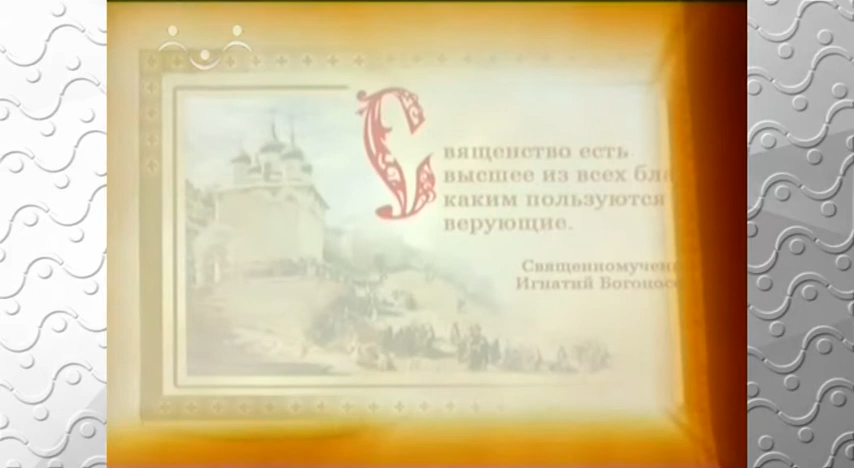 Священство есть
высшее из всех
каким пользуются
верующие.
Игнатий